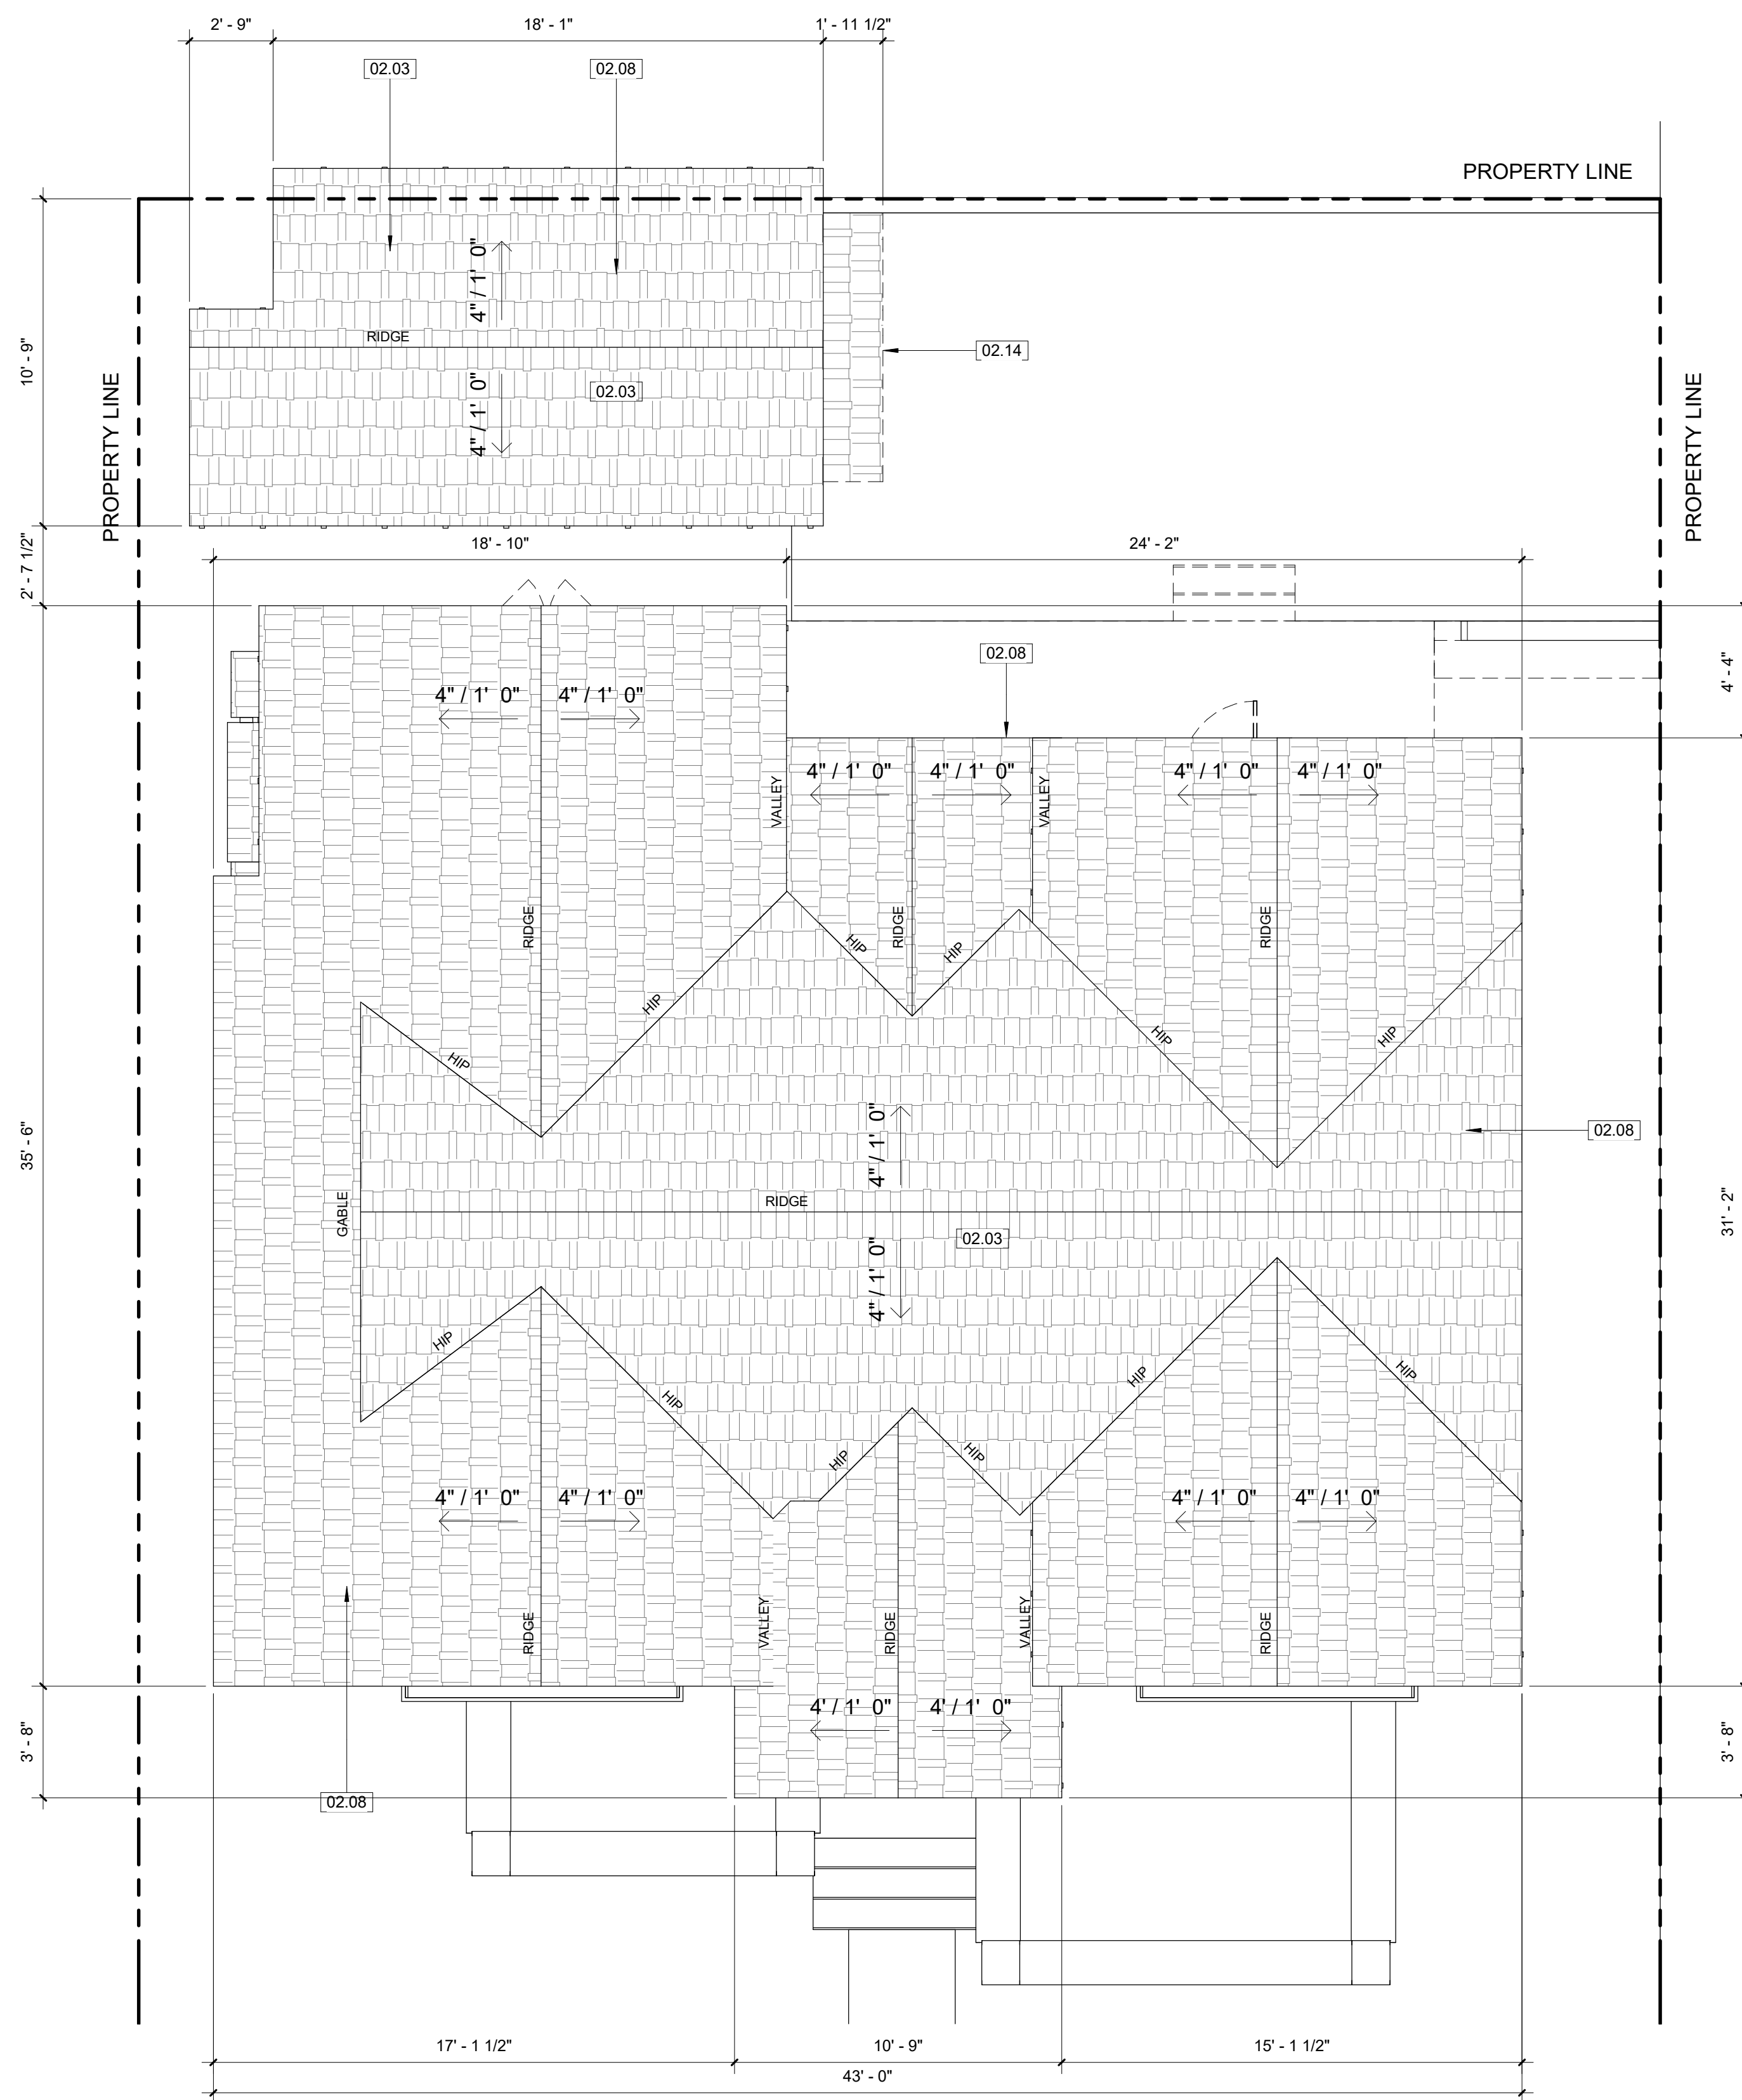 2' - 9"
18' - 1"
1' - 11 1/2"
02.03
02.08
PROPERTY LINE
4" / 1' 0"
RIDGE
02.14
10' - 9"
PROPERTY LINE
4" / 1' 0"
02.03
PROPERTY LINE
2' - 7 1/2"
18' - 10"
24' - 2"
02.08
4' - 4"
4" / 1' 0"
4" / 1' 0"
4" / 1' 0"
4" / 1' 0"
4" / 1' 0"
4" / 1' 0"
VALLEY
VALLEY
RIDGE
RIDGE
RIDGE
HIP
HIP
HIP
HIP
HIP
HIP
4" / 1' 0"
02.08
35' - 6"
GABLE
RIDGE
31' - 2"
02.03
4" / 1' 0"
HIP
HIP
HIP
HIP
HIP
HIP
4" / 1' 0"
4" / 1' 0"
4" / 1' 0"
4" / 1' 0"
RIDGE
VALLEY
RIDGE
VALLEY
RIDGE
4' / 1' 0"
4' / 1' 0"
3' - 8"
3' - 8"
02.08
17' - 1 1/2"
10' - 9"
15' - 1 1/2"
43' - 0"